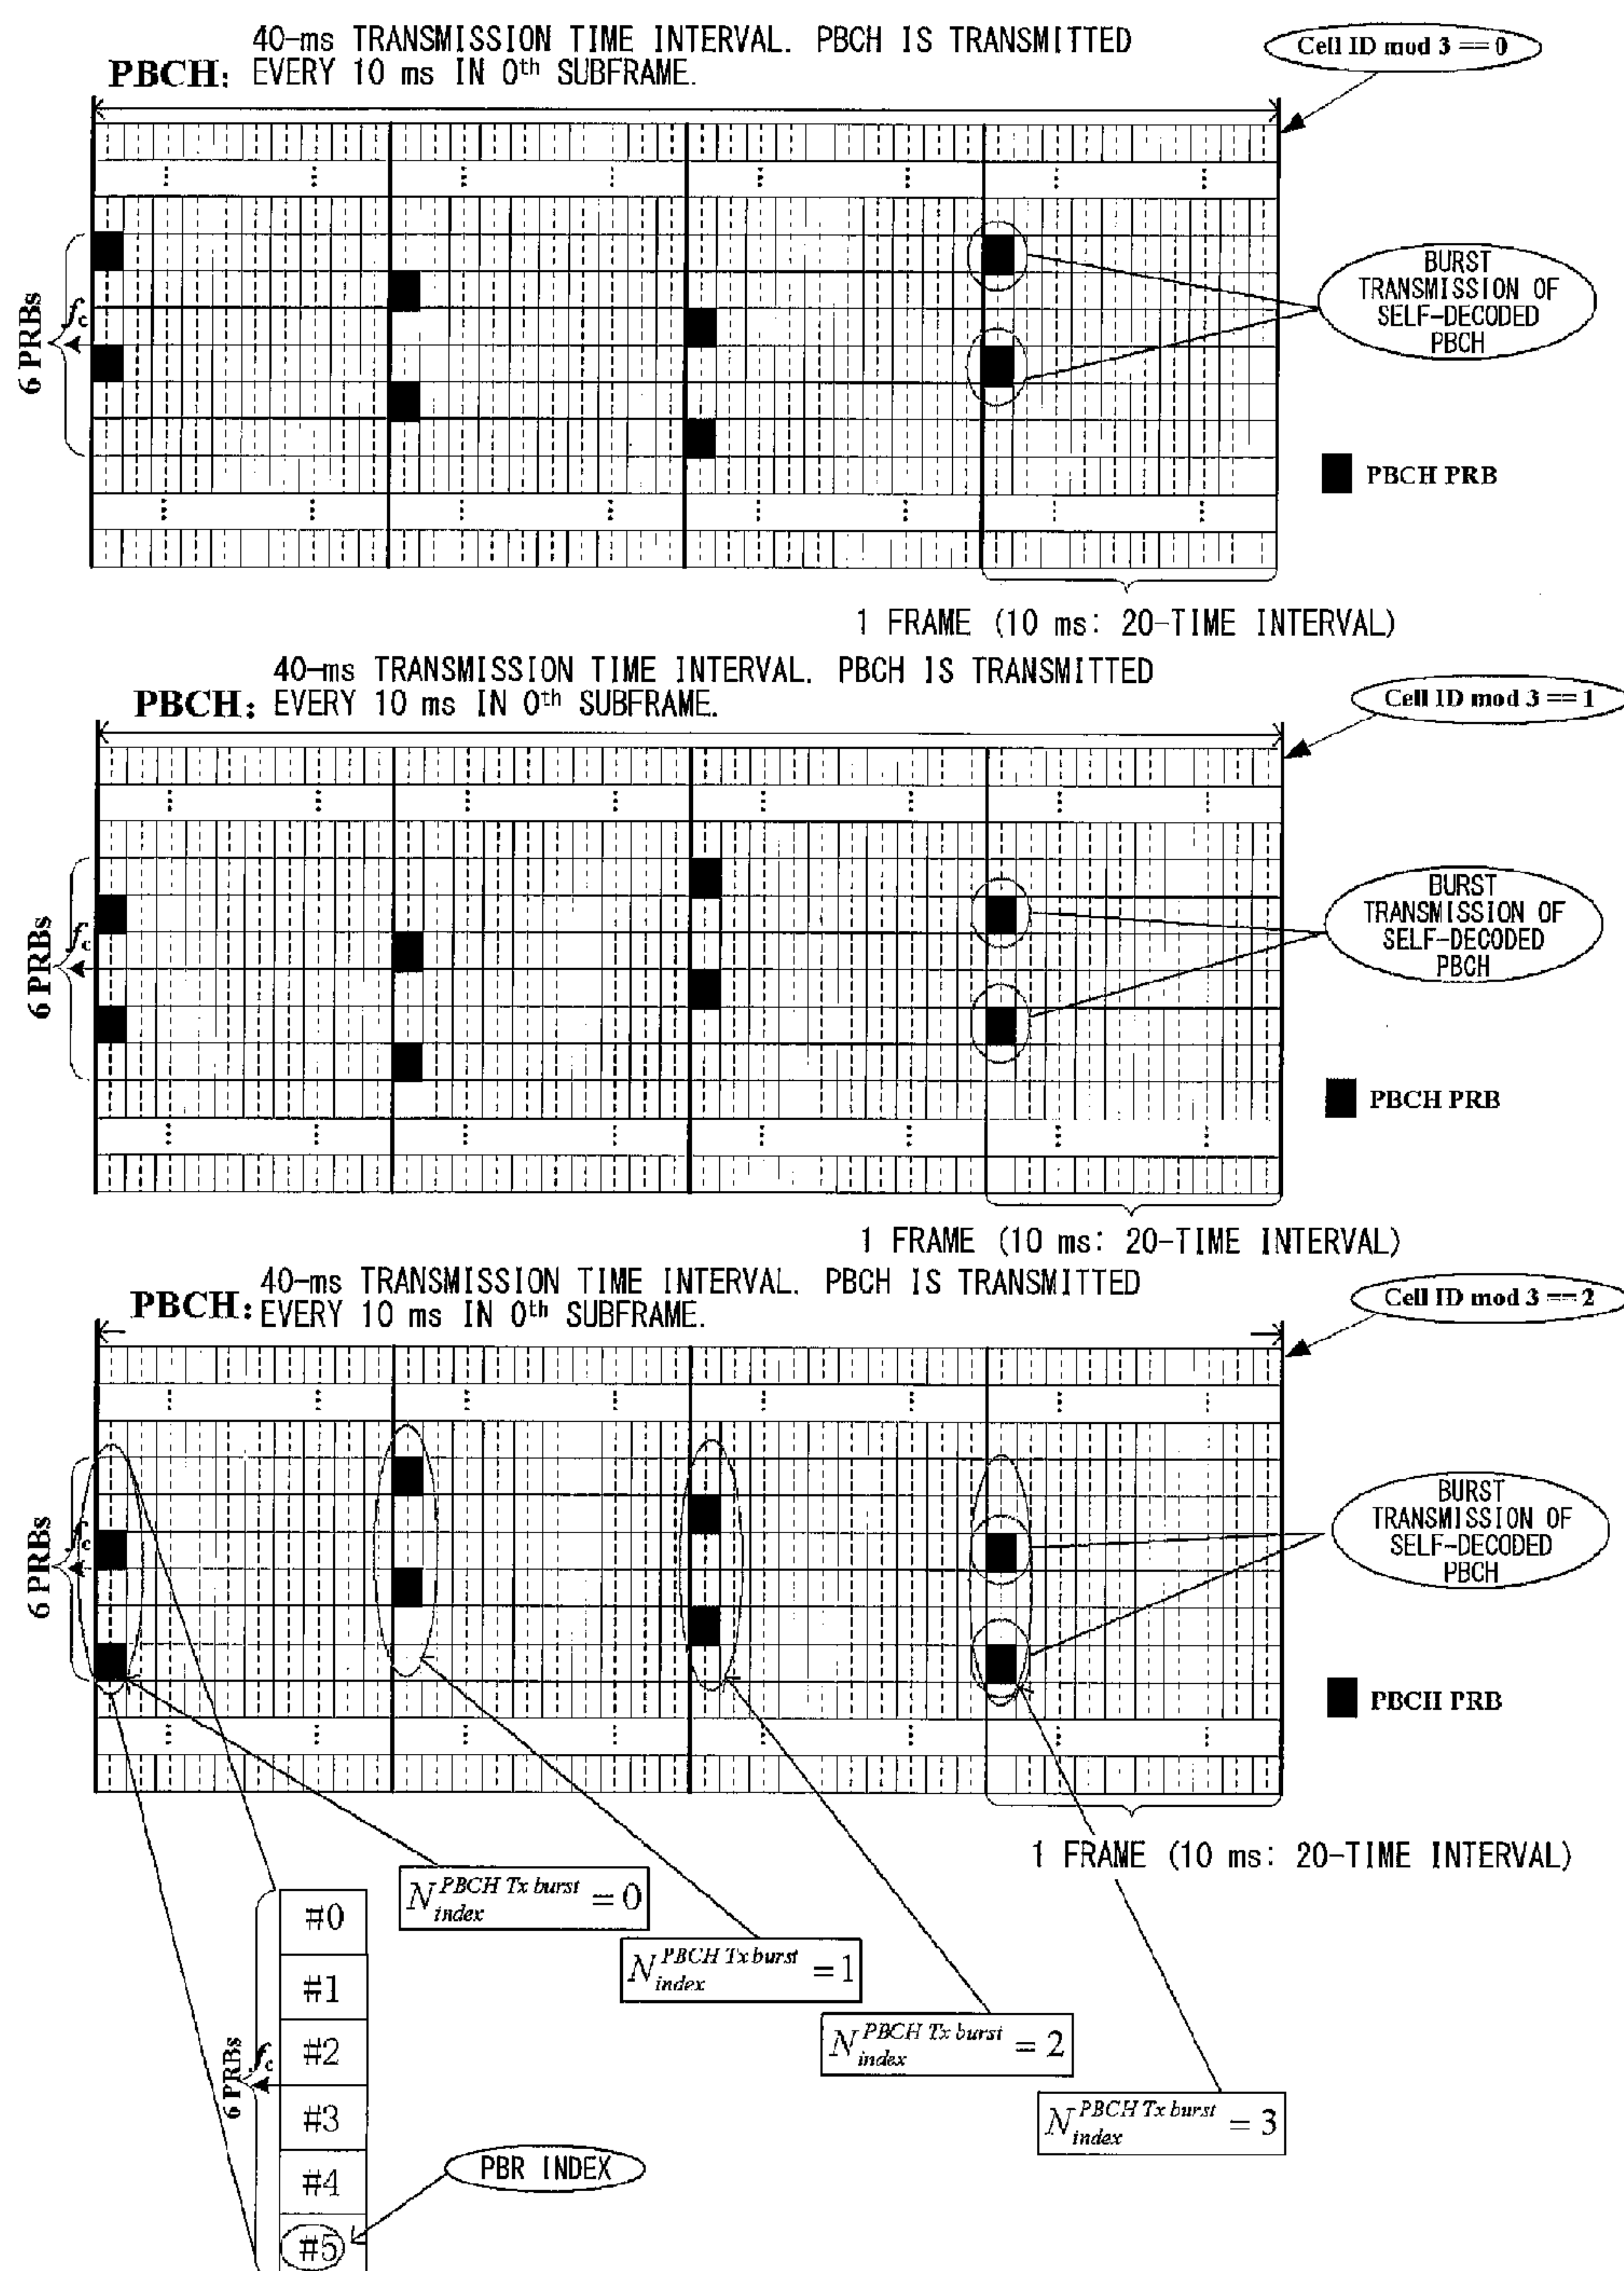 40-ms TRANSMISSION TIME INTERVAL. PBCH IS TRANSMITTED
PBCH: EVERY 10 ms IN 0th SUBFRAME.
Cell ID mod 3 == 0
6 PRBs
fc
BURST
TRANSMISSION OF
SELF-DECODED
PBCH
PBCH PRB
1 FRAME (10 ms: 20-TIME INTERVAL)
40-ms TRANSMISSION TIME INTERVAL. PBCH IS TRANSMITTED
PBCH: EVERY 10 ms IN 0th SUBFRAME.
Cell ID mod 3 == 1
6 PRBs
fc
BURST
TRANSMISSION OF
SELF-DECODED
PBCH
PBCH PRB
1 FRAME (10 ms: 20-TIME INTERVAL)
40-ms TRANSMISSION TIME INTERVAL. PBCH IS TRANSMITTED
PBCH: EVERY 10 ms IN 0th SUBFRAME.
Cell ID mod 3 == 2
6 PRBs
fc
BURST
TRANSMISSION OF
SELF-DECODED
PBCH
PBCH PRB
1 FRAME (10 ms: 20-TIME INTERVAL)
N PBCH Tx burst index = 0
N PBCH Tx burst index = 1
N PBCH Tx burst index = 2
N PBCH Tx burst index = 3
6 PRBs
fc
#0
#1
#2
#3
#4
#5
PBR INDEX